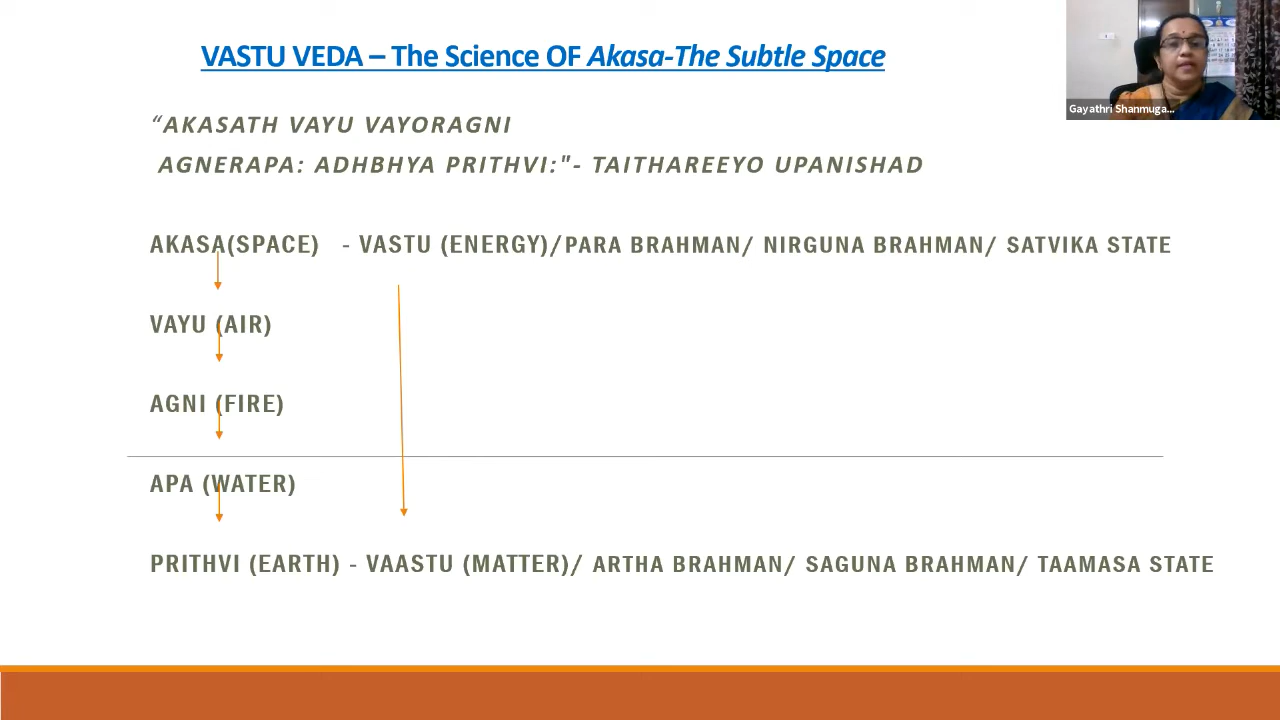 VASTU VEDA – The Science OF Akasa-The Subtle Space
Gayathri Shanmuga...
“AKASATH VAYU VAYORAGNI
AGNERAPA: ADHBHYA PRITHVI:"- TAITHAREEYO UPANISHAD
AKASA(SPACE) - VASTU (ENERGY)/PARA BRAHMAN/ NIRGUNA BRAHMAN/ SATVIKA STATE
VAYU (AIR)
AGNI (FIRE)
APA (WATER)
PRITHVI (EARTH) - VAASTU (MATTER)/ ARTHA BRAHMAN/ SAGUNA BRAHMAN/ TAAMASA STATE